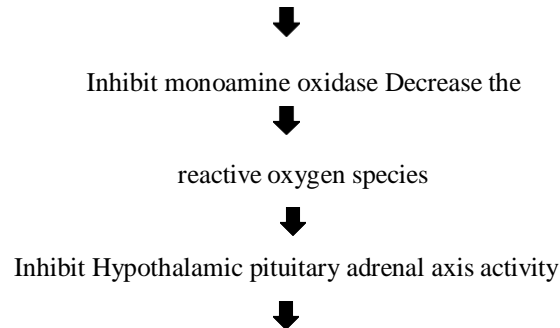 Inhibit monoamine oxidase Decrease the
reactive oxygen species
Inhibit Hypothalamic pituitary adrenal axis activity